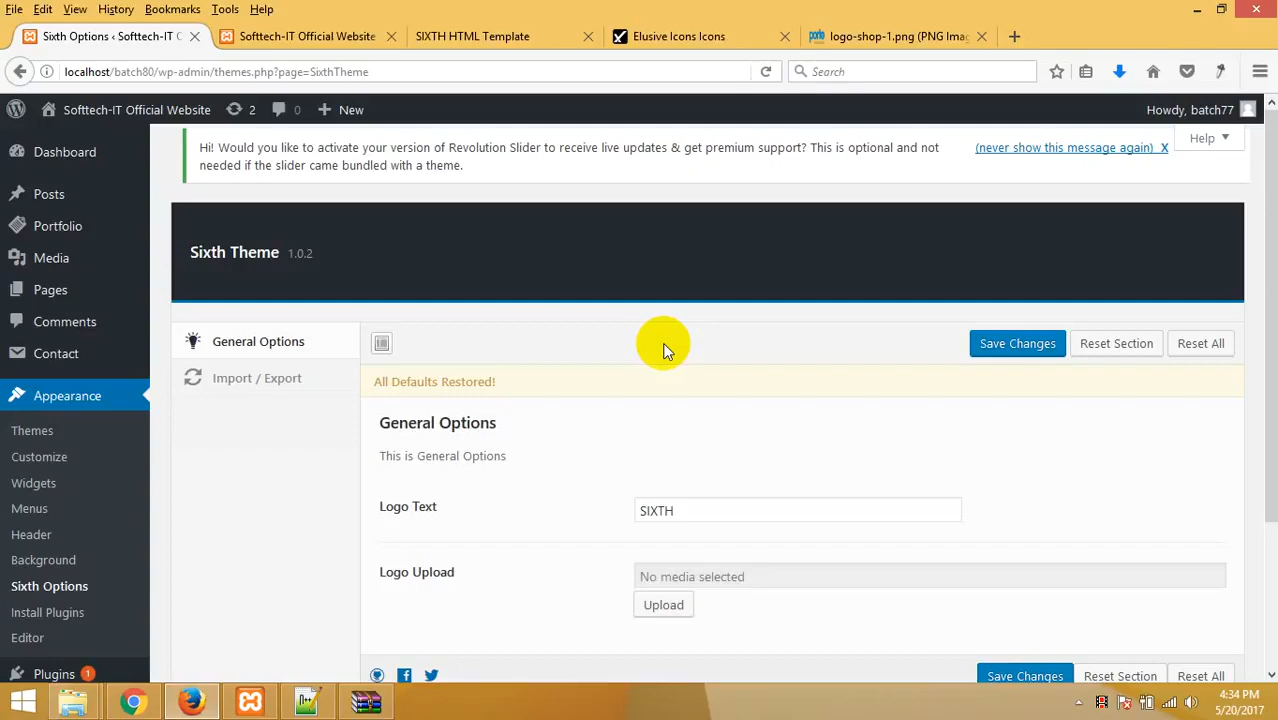 File Edit View History Bookmarks Tools Help
Sixth Options ‹ Softtech-IT O
Softtech-IT Official Website
SIXTH HTML Template
Elusive Icons Icons
porto logo-shop-1.png (PNG Imag
localhost/batch80/wp-admin/themes.php?page=SixthTheme
Search
Softtech-IT Official Website 2 0 New
Howdy, batch77
Hi! Would you like to activate your version of Revolution Slider to receive live updates & get premium support? This is optional and not
needed if the slider came bundled with a theme.
(never show this message again) X
Help
Dashboard
Posts
Portfolio
Media
Pages
Comments
Contact
Appearance
Themes
Customize
Widgets
Menus
Header
Background
Sixth Options
Install Plugins
Editor
Plugins 1
Sixth Theme 1.0.2
General Options
Import / Export
Save Changes Reset Section Reset All
All Defaults Restored!
General Options
This is General Options
Logo Text
SIXTH
Logo Upload
No media selected
Upload
Save Changes Reset Section Reset All
4:34 PM
5/20/2017